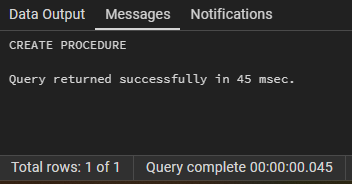 Data Output Messages Notifications
CREATE PROCEDURE
Query returned successfully in 45 msec.
Total rows: 1 of 1 Query complete 00:00:00.045